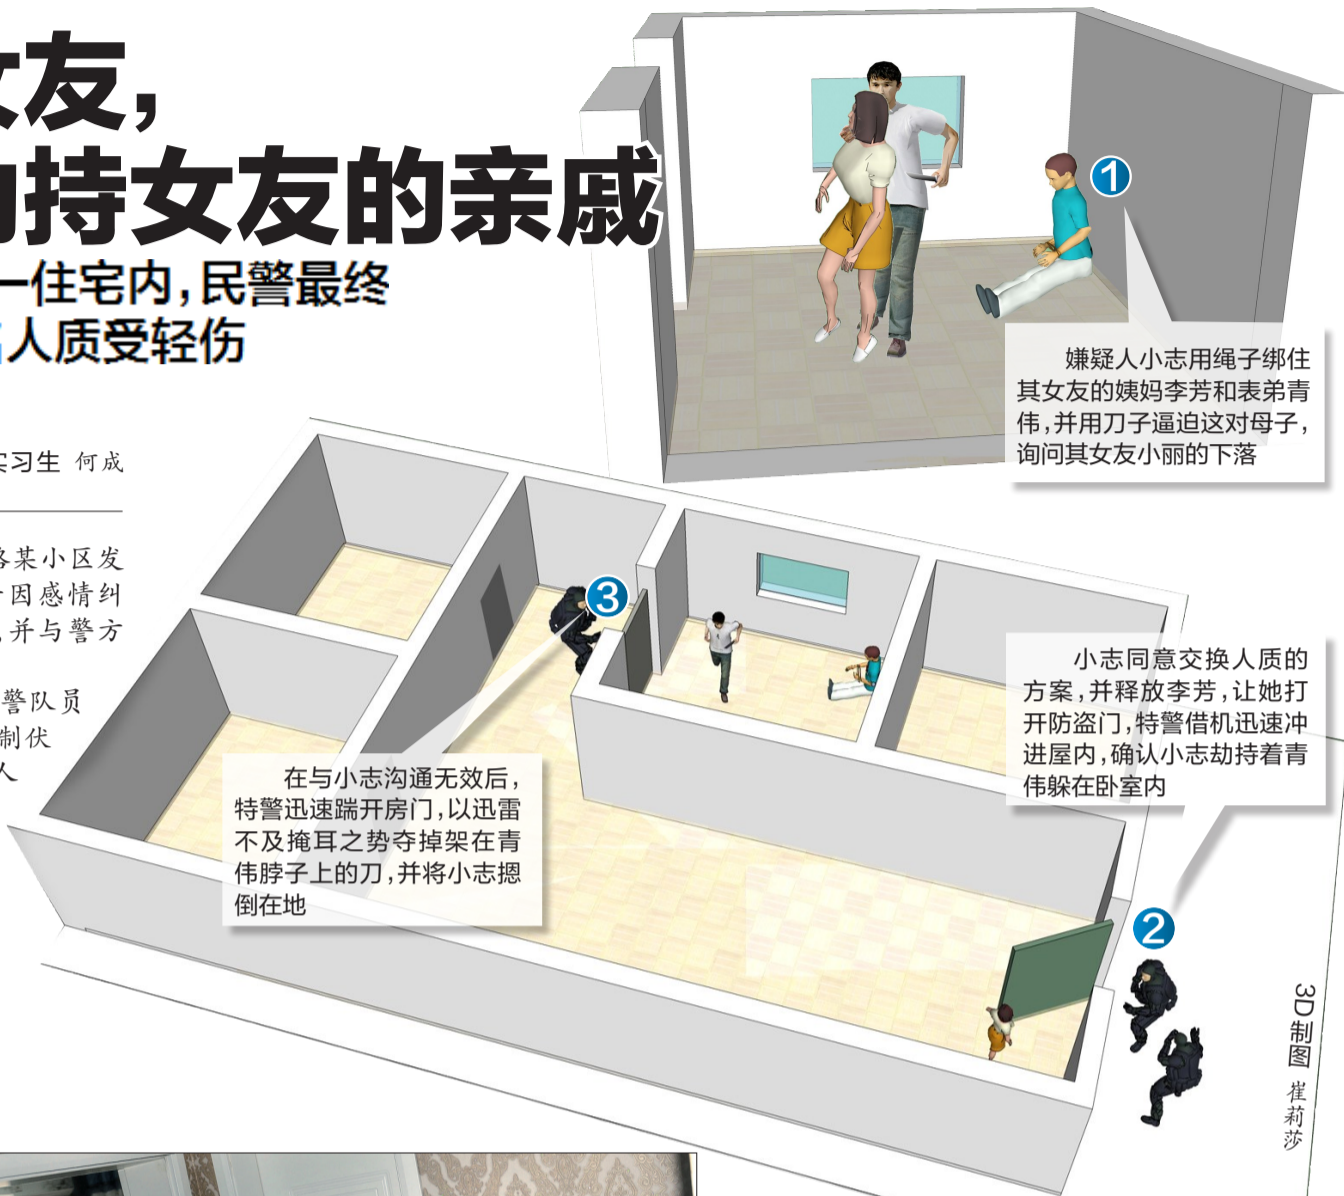 女友，
劫持女友的亲戚
一住宅内，民警最终
名人质受轻伤
实习生 何成
路某小区发
因感情纠
，并与警方
警队员
制伏
人
1
嫌疑人小志用绳子绑住
其女友的姨妈李芳和表弟青
伟，并用刀子逼迫这对母子，
询问其女友小丽的下落
3
小志同意交换人质的
方案，并释放李芳，让她打
开防盗门，特警借机迅速冲
进屋内，确认小志劫持着青
伟躲在卧室内
在与小志沟通无效后，
特警迅速踹开房门，以迅雷
不及掩耳之势夺掉架在青
伟脖子上的刀，并将小志摁
倒在地
2
3D制图 崔莉莎